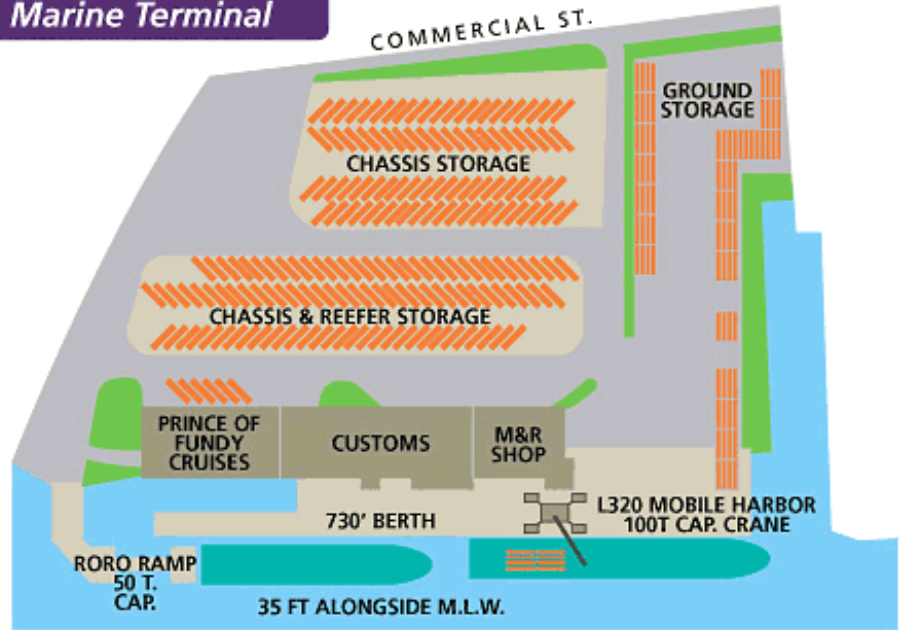 Marine Terminal
COMMERCIAL ST.
GROUND
STORAGE
CHASSIS STORAGE
CHASSIS & REEFER STORAGE
PRINCE OF
FUNDY
CRUISES
CUSTOMS
M&R
SHOP
L320 MOBILE HARBOR
100T CAP. CRANE
730' BERTH
RORO RAMP
50 T.
CAP.
35 FT ALONGSIDE M.L.W.